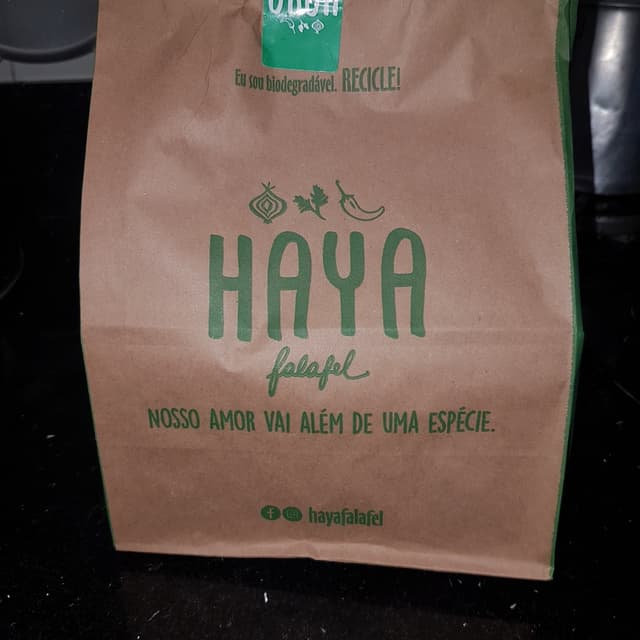 Eu sou biodegradável. RECICLE!
HAYA
falafel
NOSSO AMOR VAI ALÉM DE UMA ESPÉCIE.
hayafalafel